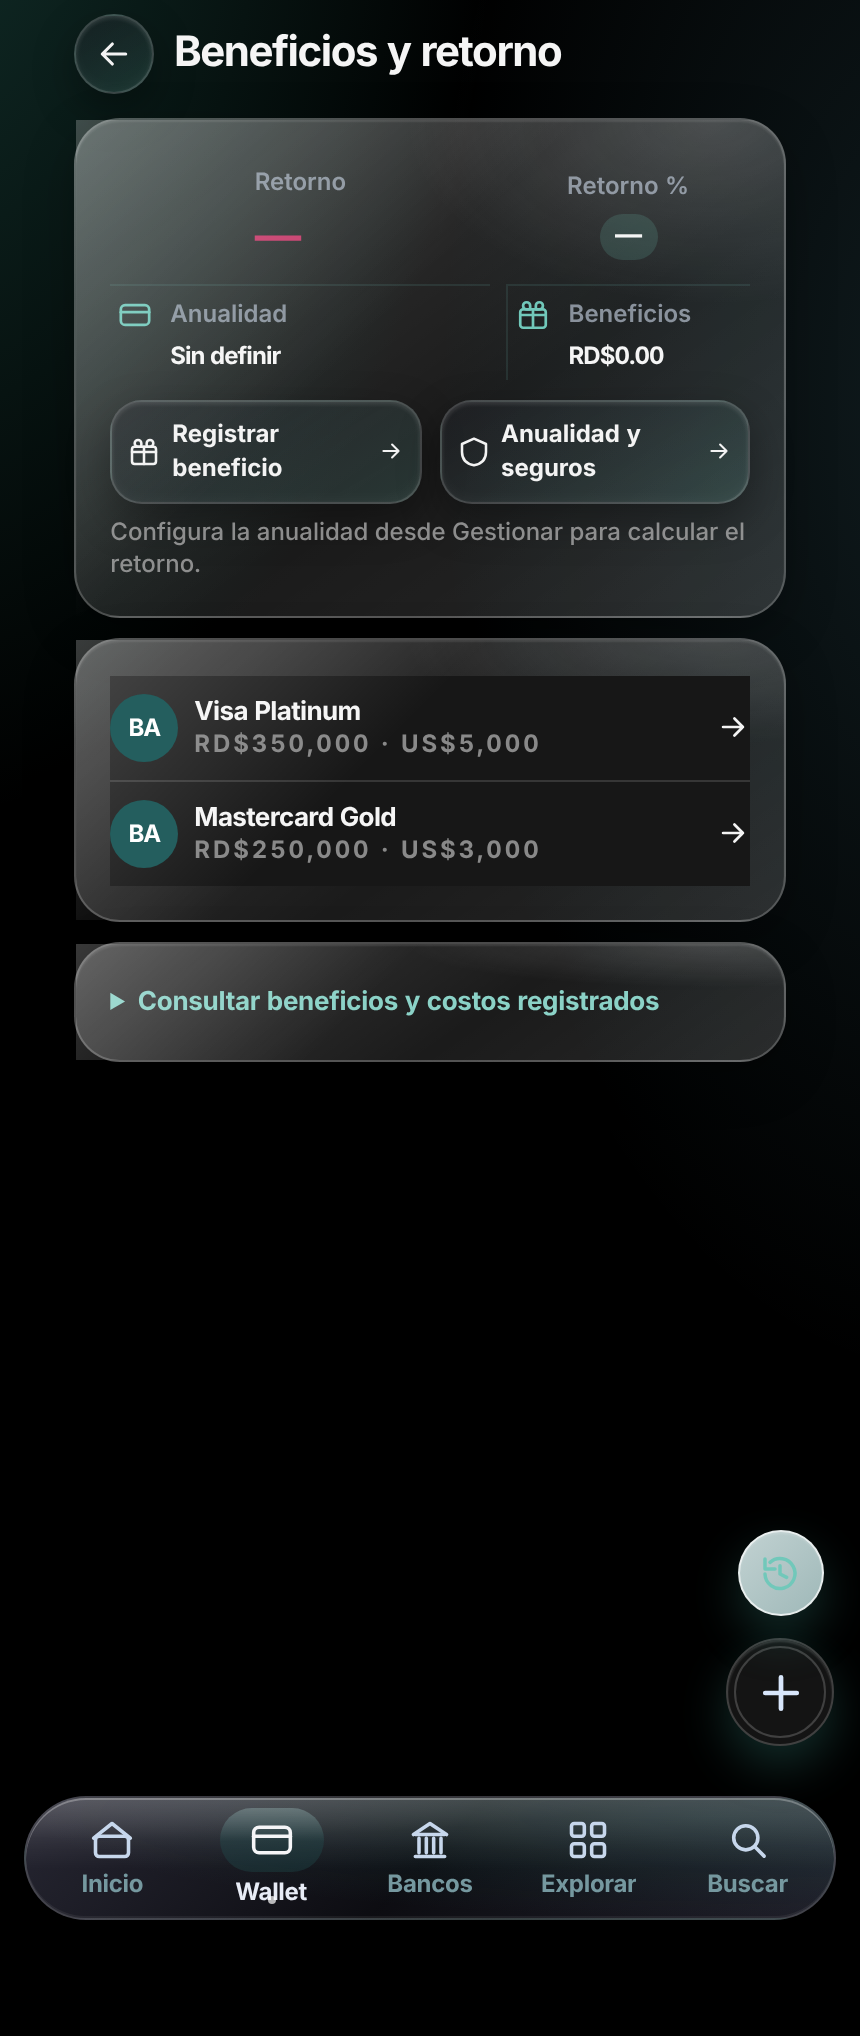 Beneficios y retorno
Retorno
Retorno %
—
—
Anualidad
Beneficios
Sin definir
RD$0.00
Registrar
beneficio
Anualidad y
seguros
Configura la anualidad desde Gestionar para calcular el
retorno.
BA
Visa Platinum
RD$350,000 · US$5,000
BA
Mastercard Gold
RD$250,000 · US$3,000
Consultar beneficios y costos registrados
Inicio
Wallet
Bancos
Explorar
Buscar